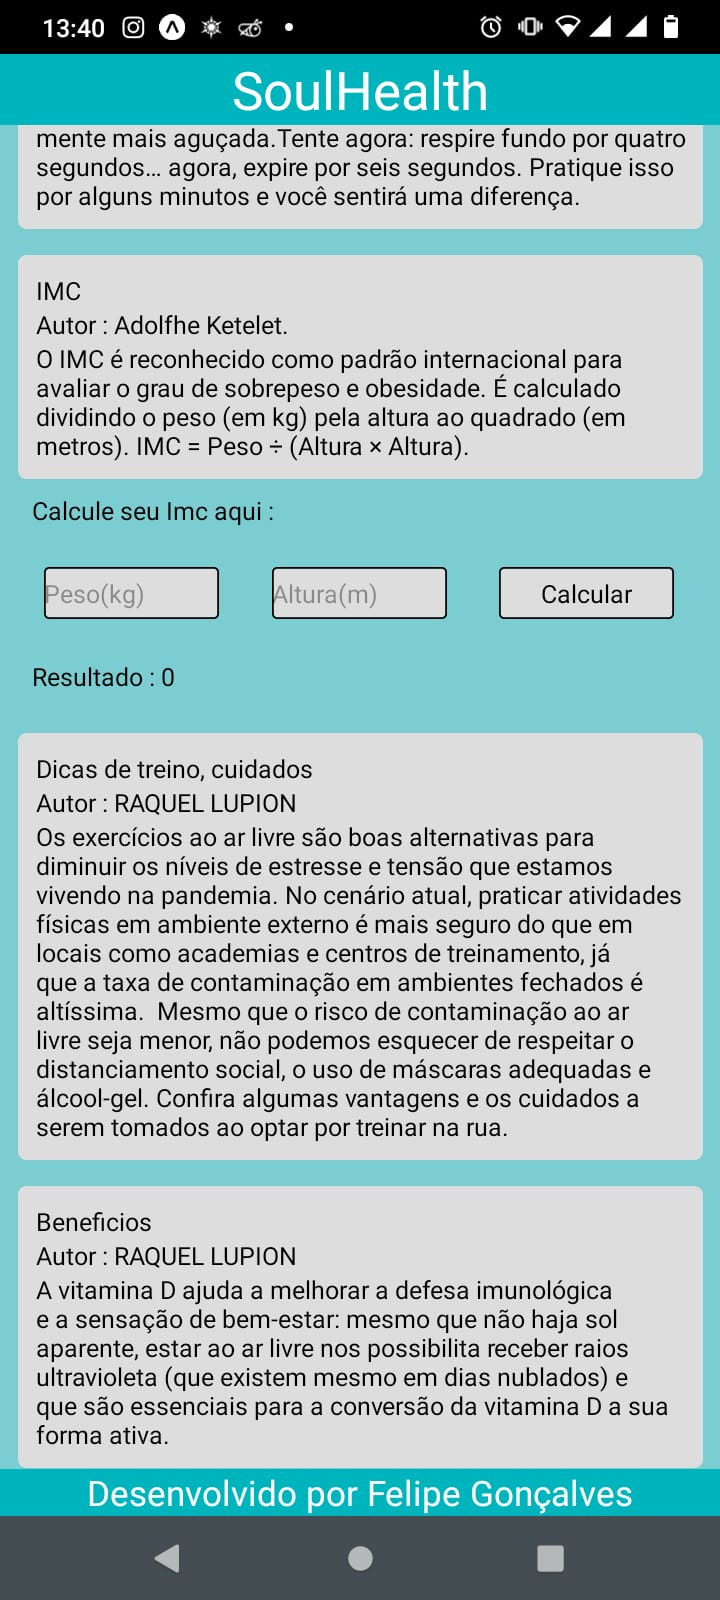 13:40
SoulHealth
mente mais aguçada.Tente agora: respire fundo por quatro
segundos... agora, expire por seis segundos. Pratique isso
por alguns minutos e você sentirá uma diferença.
IMC
Autor : Adolfhe Ketelet.
O IMC é reconhecido como padrão internacional para
avaliar o grau de sobrepeso e obesidade. É calculado
dividindo o peso (em kg) pela altura ao quadrado (em
metros). IMC = Peso ÷ (Altura × Altura).
Calcule seu Imc aqui :
Peso(kg) Altura(m) Calcular
Resultado : 0
Dicas de treino, cuidados
Autor : RAQUEL LUPION
Os exercícios ao ar livre são boas alternativas para
diminuir os níveis de estresse e tensão que estamos
vivendo na pandemia. No cenário atual, praticar atividades
físicas em ambiente externo é mais seguro do que em
locais como academias e centros de treinamento, já
que a taxa de contaminação em ambientes fechados é
altíssima.  Mesmo que o risco de contaminação ao ar
livre seja menor, não podemos esquecer de respeitar o
distanciamento social, o uso de máscaras adequadas e
álcool-gel. Confira algumas vantagens e os cuidados a
serem tomados ao optar por treinar na rua.
Beneficios
Autor : RAQUEL LUPION
A vitamina D ajuda a melhorar a defesa imunológica
e a sensação de bem-estar: mesmo que não haja sol
aparente, estar ao ar livre nos possibilita receber raios
ultravioleta (que existem mesmo em dias nublados) e
que são essenciais para a conversão da vitamina D a sua
forma ativa.
Desenvolvido por Felipe Gonçalves